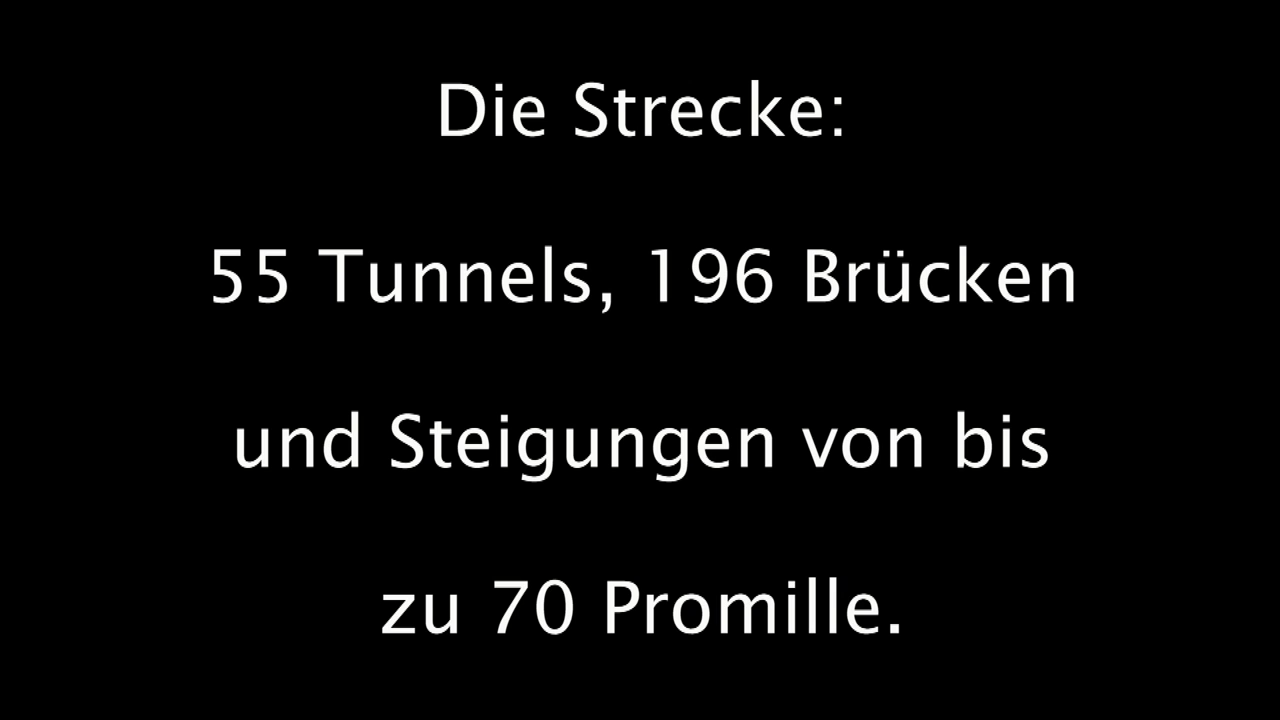 Die Strecke:
55 Tunnels, 196 Brücken
und Steigungen von bis
zu 70 Promille.